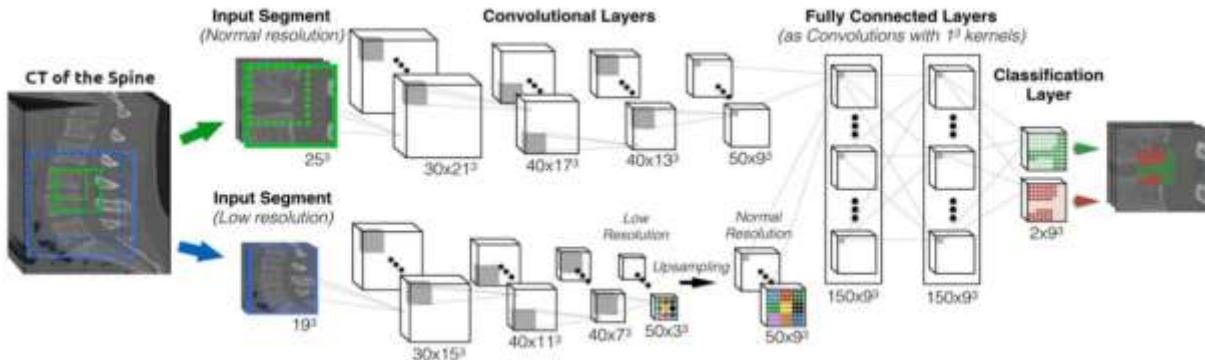 CT of the Spine
Input Segment
(Normal resolution)
25³
Convolutional Layers
30x21³
40x17³
40x13³
50x9³
Fully Connected Layers
(as Convolutions with 1³ kernels)
150x9³
150x9³
Classification
Layer
2x9³
Input Segment
(Low resolution)
19³
30x15³
40x11³
40x7³
50x3³
Low
Resolution
Upsampling
Normal
Resolution
50x9³